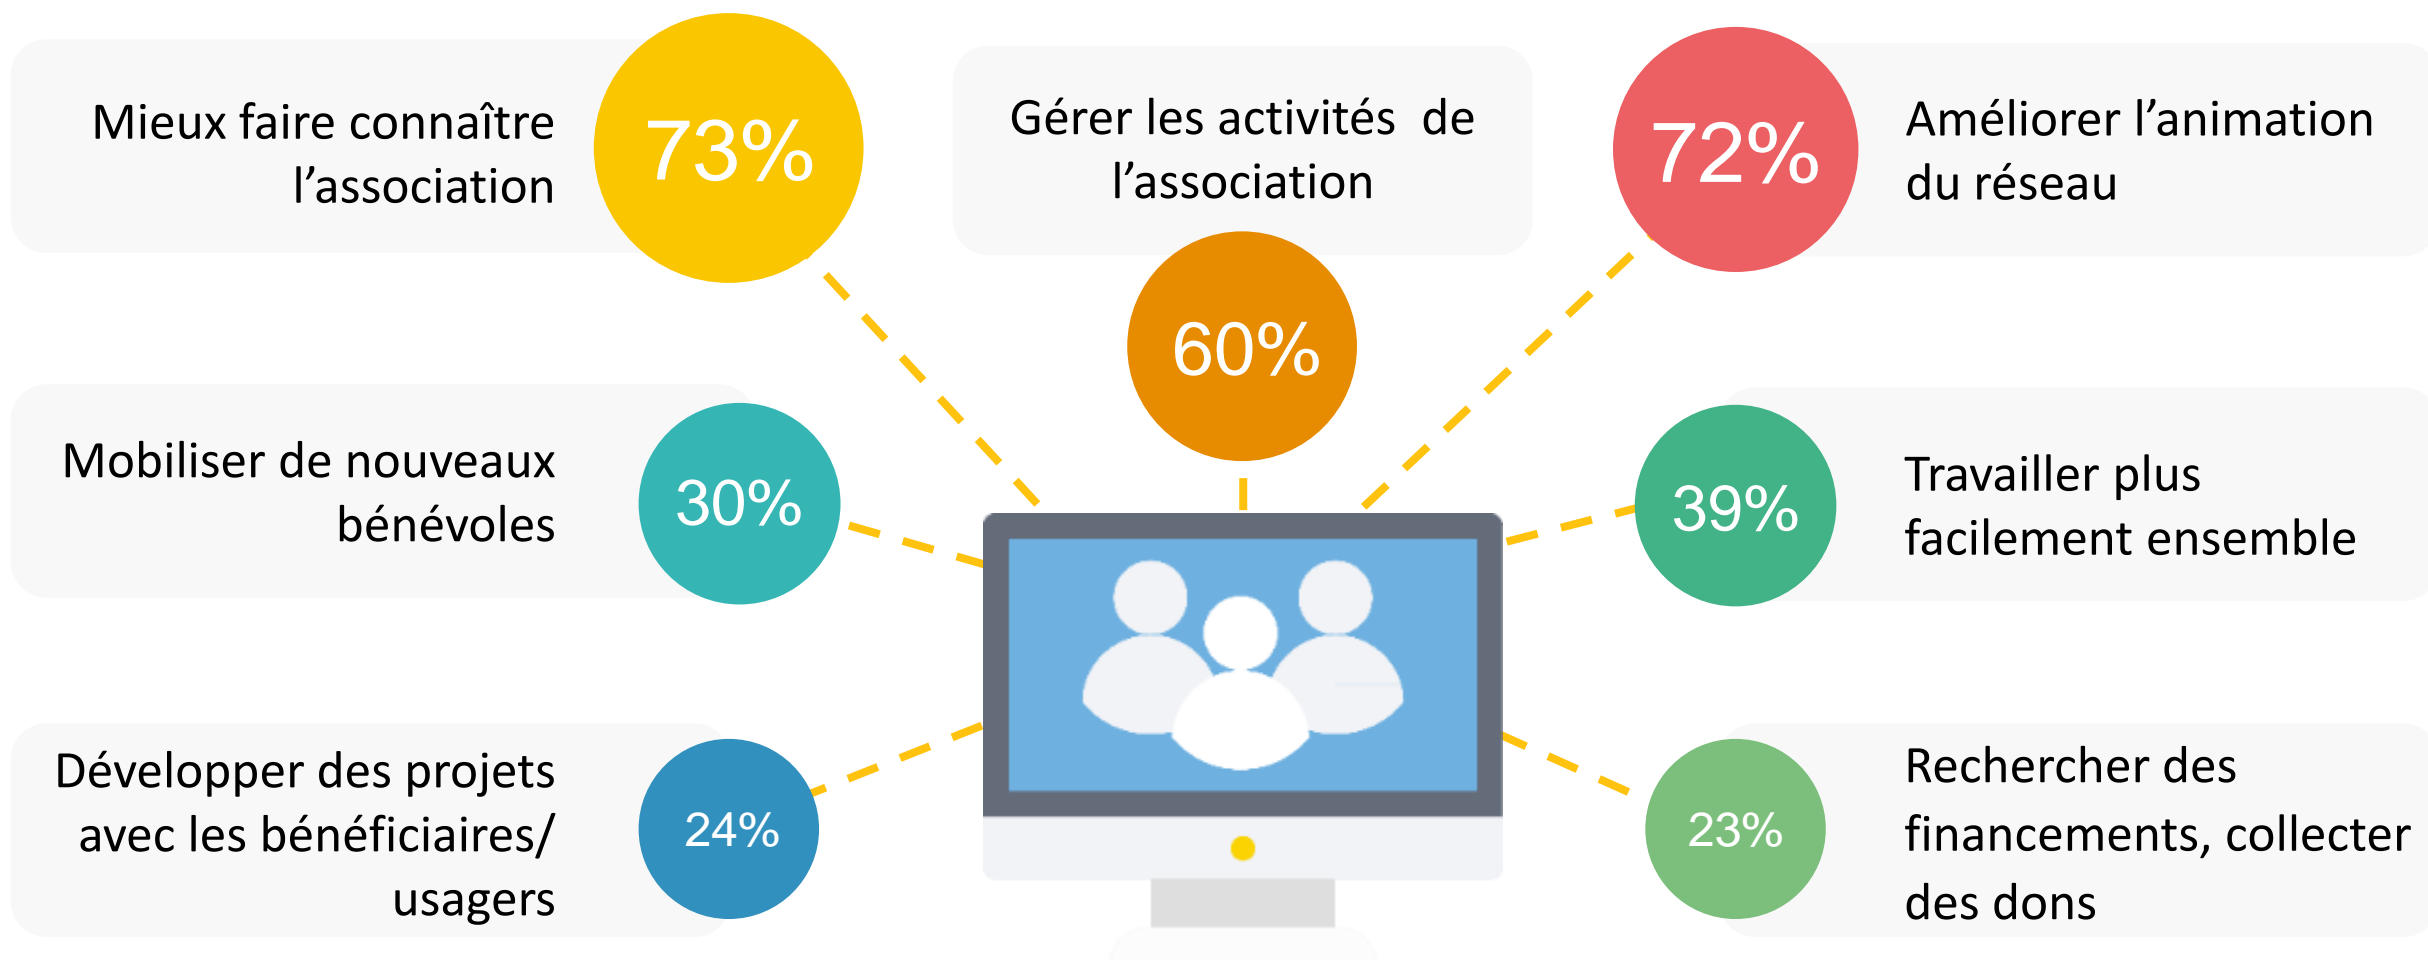 Mieux faire connaître
l’association
73%
Gérer les activités  de
l’association
60%
72%
Améliorer l’animation
du réseau
Mobiliser de nouveaux
bénévoles
30%
39%
Travailler plus
facilement ensemble
Développer des projets
avec les bénéficiaires/
usagers
24%
23%
Rechercher des
financements, collecter
des dons